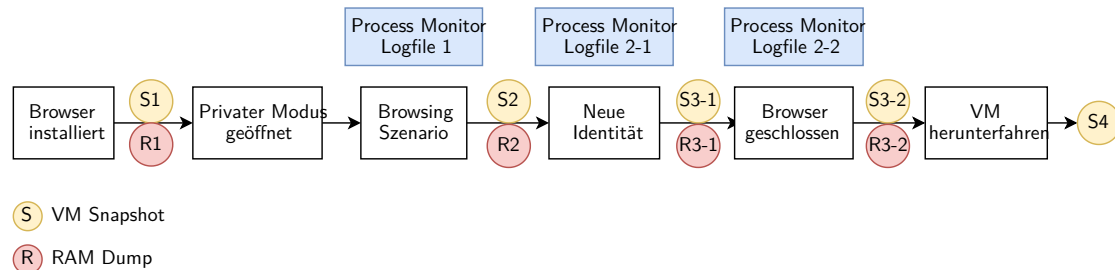 Process Monitor
Logfile 1
Process Monitor
Logfile 2-1
Process Monitor
Logfile 2-2
Browser
installiert
S1
R1
Privater Modus
geöffnet
Browsing
Szenario
S2
R2
Neue
Identität
S3-1
R3-1
Browser
geschlossen
S3-2
R3-2
VM
herunterfahren
S4
S VM Snapshot
R RAM Dump